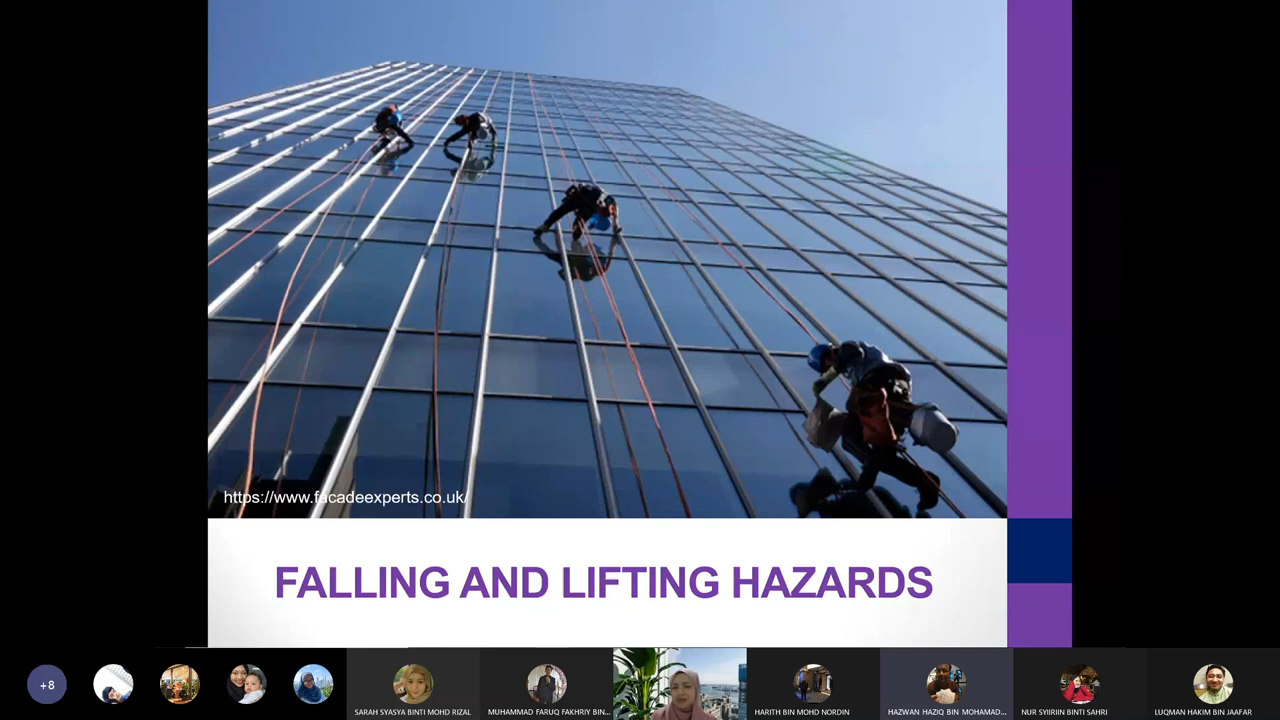 https://www.facadeexperts.co.uk/
FALLING AND LIFTING HAZARDS
+8
SARAH SYASYA BINTI MOHD RIZAL
MUHAMMAD FARUQ FAKHRIY BIN...
HARITH BIN MOHD NORDIN
HAZWAN HAZIQ BIN MOHAMAD...
NUR SYIIRIN BINTI SAHRI
LUQMAN HAKIM BIN JAAFAR